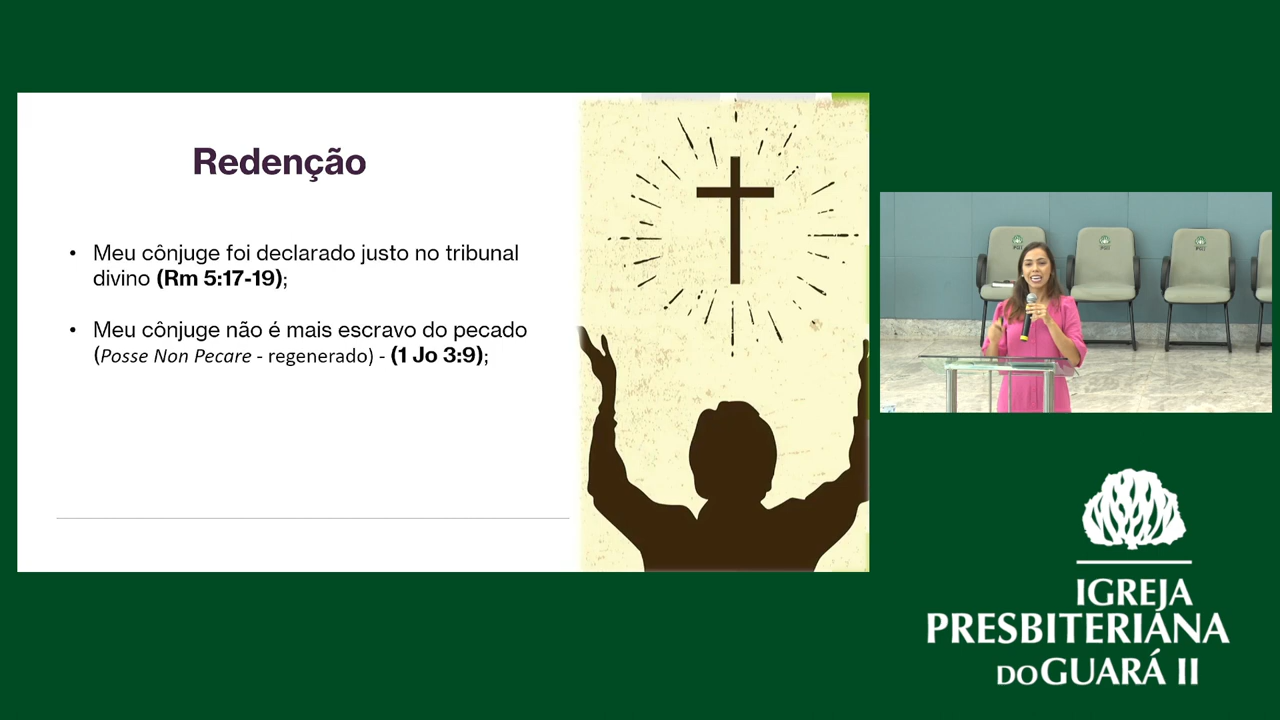 Redenção
• Meu cônjuge foi declarado justo no tribunal
divino (Rm 5:17-19);
• Meu cônjuge não é mais escravo do pecado
(Posse Non Pecare - regenerado) - (1 Jo 3:9);
IGREJA
PRESBITERIANA
DO GUARÁ II